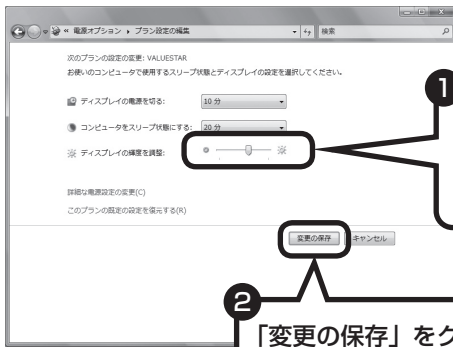 電源オプション ▸ プラン設定の編集
検索
次のプランの設定の変更: VALUESTAR
お使いのコンピュータで使用するスリープ状態とディスプレイの設定を選択してください。
ディスプレイの電源を切る: 10 分
コンピュータをスリープ状態にする: 20 分
ディスプレイの輝度を調整:
詳細な電源設定の変更(C)
このプランの既定の設定を復元する(R)
変更の保存 キャンセル
1
2
「変更の保存」をク